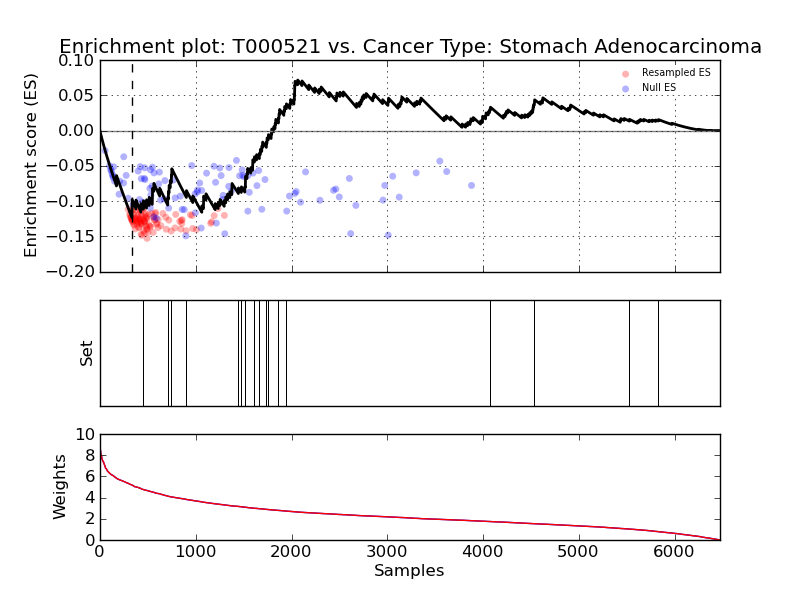 Enrichment plot: T000521 vs. Cancer Type: Stomach Adenocarcinoma
0.10
0.05
0.00
−0.05
−0.10
−0.15
−0.20
Enrichment score (ES)
Resampled ES
Null ES
Set
10
8
6
4
2
0
Weights
0 1000 2000 3000 4000 5000 6000
Samples